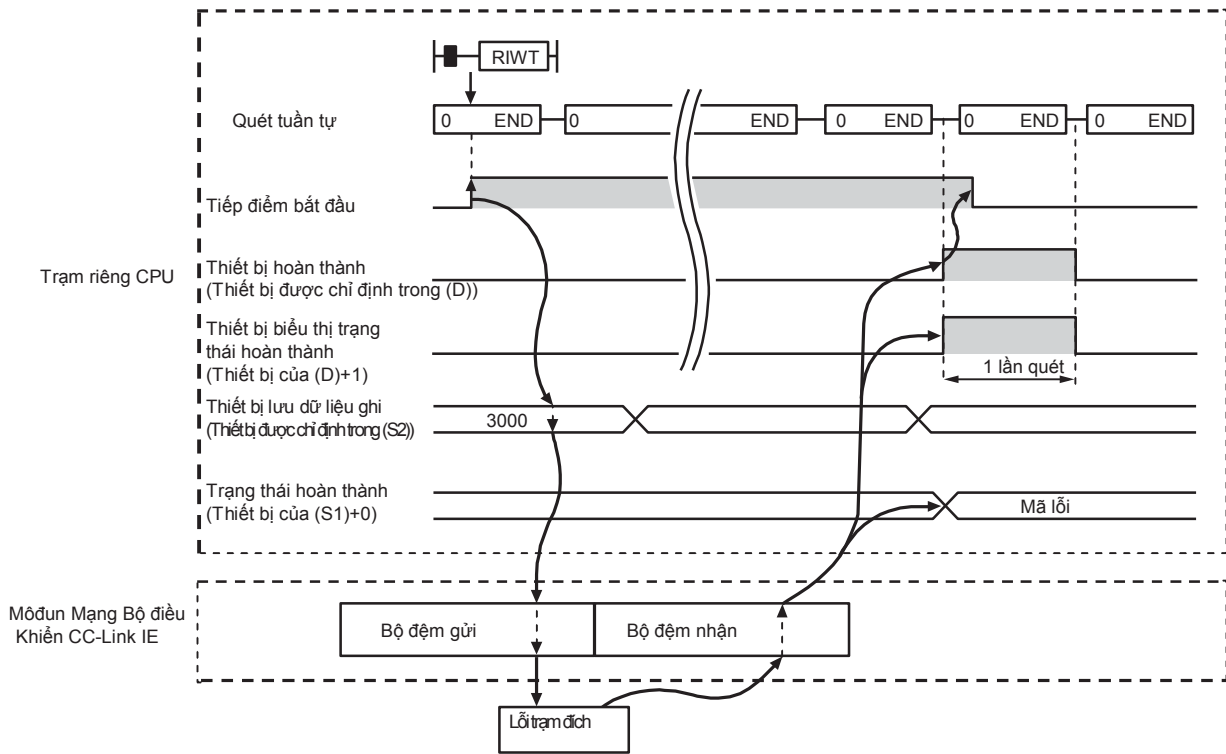 RIWT
Quét tuần tự
0 END 0 END 0 END 0 END 0 END
Tiếp điểm bắt đầu
Trạm riêng CPU
Thiết bị hoàn thành
(Thiết bị được chỉ định trong (D))
Thiết bị biểu thị trạng
thái hoàn thành
(Thiết bị của (D)+1)
1 lần quét
Thiết bị lưu dữ liệu ghi
(Thiết bị được chỉ định trong (S2))
3000
Trạng thái hoàn thành
(Thiết bị của (S1)+0)
Mã lỗi
Môđun Mạng Bộ điều
Khiển CC-Link IE
Bộ đệm gửi
Bộ đệm nhận
Lỗi trạm đích